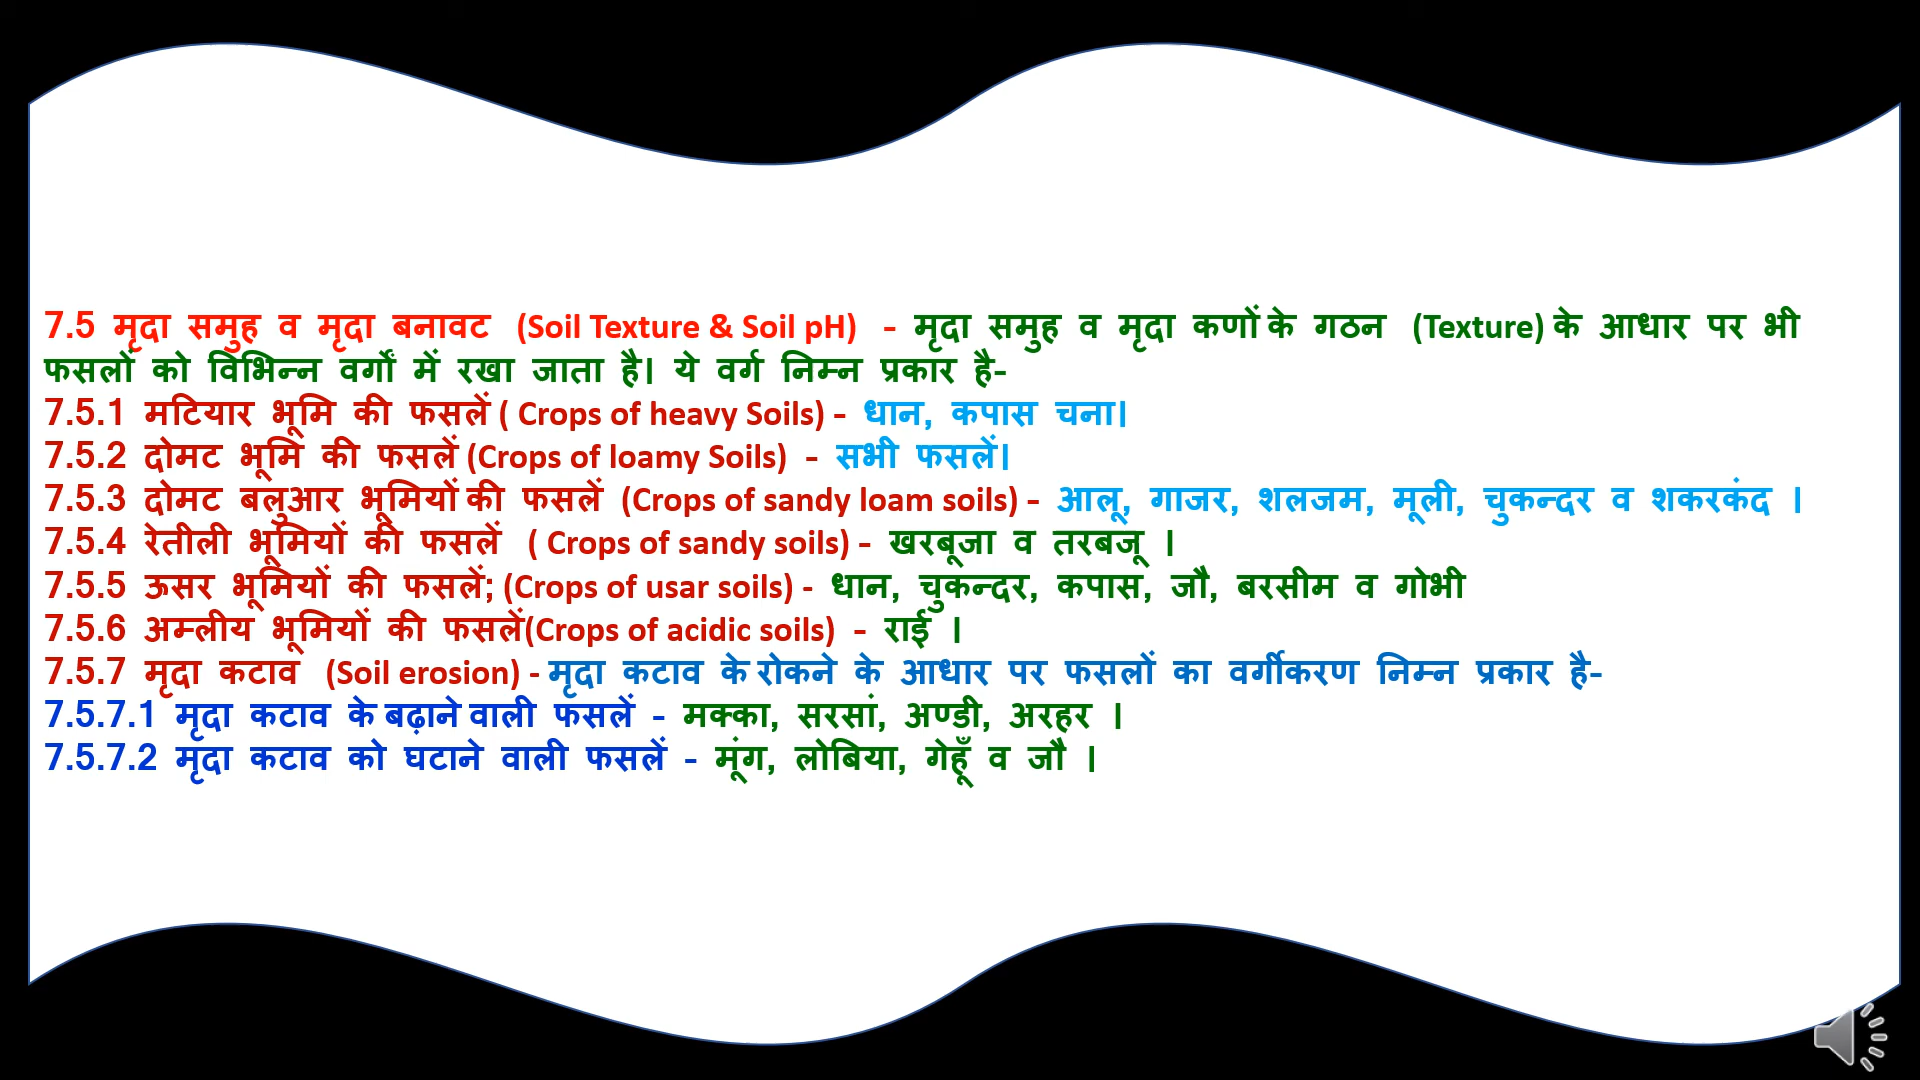 7.5 मृदा समुह व मृदा बनावट (Soil Texture & Soil pH) - मृदा समुह व मृदा कणों के गठन (Texture) के आधार पर भी
फसलों को विभिन्न वर्गों में रखा जाता है। ये वर्ग निम्न प्रकार है-
7.5.1 मटियार भूमि की फसलें ( Crops of heavy Soils) - धान, कपास चना।
7.5.2 दोमट भूमि की फसलें (Crops of loamy Soils) - सभी फसलें।
7.5.3 दोमट बलुआर भूमियों की फसलें (Crops of sandy loam soils) - आलू, गाजर, शलजम, मूली, चुकन्दर व शकरकंद ।
7.5.4 रेतीली भूमियों की फसलें ( Crops of sandy soils) - खरबूजा व तरबजू ।
7.5.5 ऊसर भूमियों की फसलें; (Crops of usar soils) - धान, चुकन्दर, कपास, जौ, बरसीम व गोभी
7.5.6 अम्लीय भूमियों की फसलें(Crops of acidic soils) - राई ।
7.5.7 मृदा कटाव (Soil erosion) - मृदा कटाव के रोकने के आधार पर फसलों का वर्गीकरण निम्न प्रकार है-
7.5.7.1 मृदा कटाव के बढ़ाने वाली फसलें - मक्का, सरसां, अण्डी, अरहर ।
7.5.7.2 मृदा कटाव को घटाने वाली फसलें - मूंग, लोबिया, गेहूँ व जौ ।